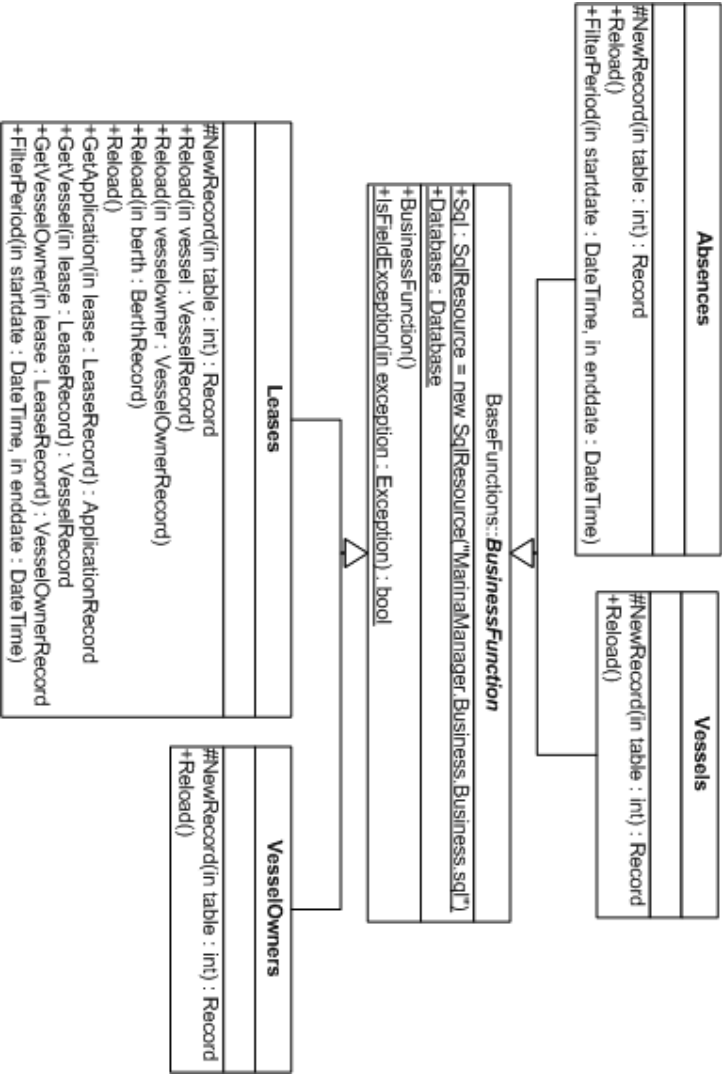 Absences
#NewRecord(in table : int) : Record
+Reload()
+FilterPeriod(in startdate : DateTime, in enddate : DateTime)
Vessels
#NewRecord(in table : int) : Record
+Reload()
BaseFunctions::BusinessFunction
+Sql : SqlResource = new SqlResource("MarinaManager.Business.Business.sql")
+Database : Database
+BusinessFunction()
+IsFieldException(in exception : Exception) : bool
Leases
#NewRecord(in table : int) : Record
+Reload(in vessel : VesselRecord)
+Reload(in vesselowner : VesselOwnerRecord)
+Reload(in berth : BerthRecord)
+Reload()
+GetApplication(in lease : LeaseRecord) : ApplicationRecord
+GetVessel(in lease : LeaseRecord) : VesselRecord
+GetVesselOwner(in lease : LeaseRecord) : VesselOwnerRecord
+FilterPeriod(in startdate : DateTime, in enddate : DateTime)
VesselOwners
#NewRecord(in table : int) : Record
+Reload()